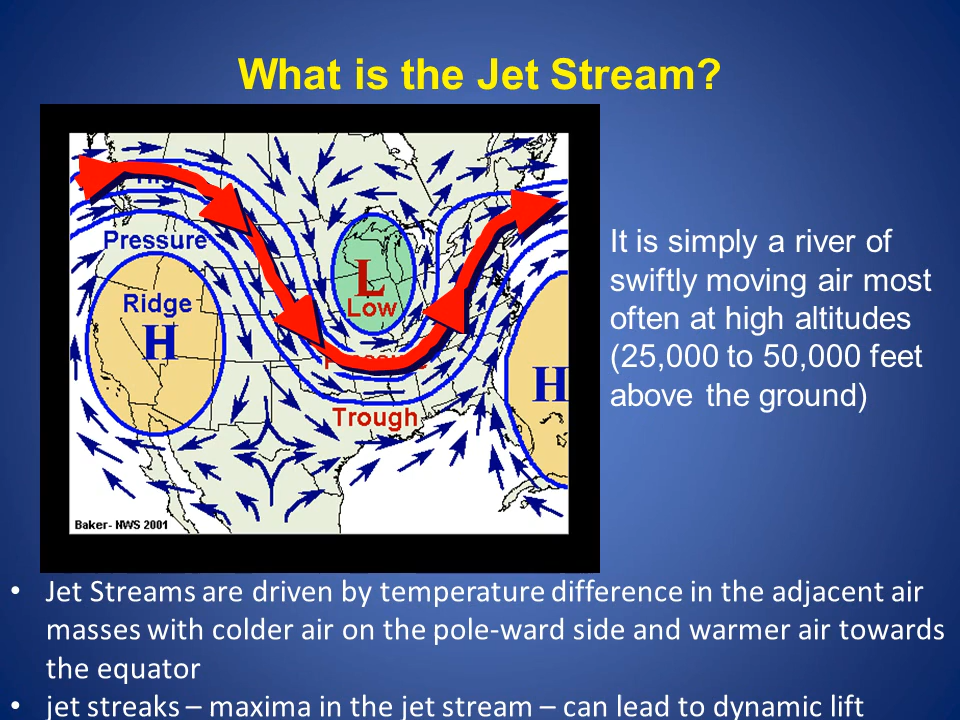 What is the Jet Stream?
High
Pressure
Ridge
H
L
Low
Pressure
Trough
H
Baker- NWS 2001
It is simply a river of
swiftly moving air most
often at high altitudes
(25,000 to 50,000 feet
above the ground)
• Jet Streams are driven by temperature difference in the adjacent air
masses with colder air on the pole-ward side and warmer air towards
the equator
• jet streaks – maxima in the jet stream – can lead to dynamic lift